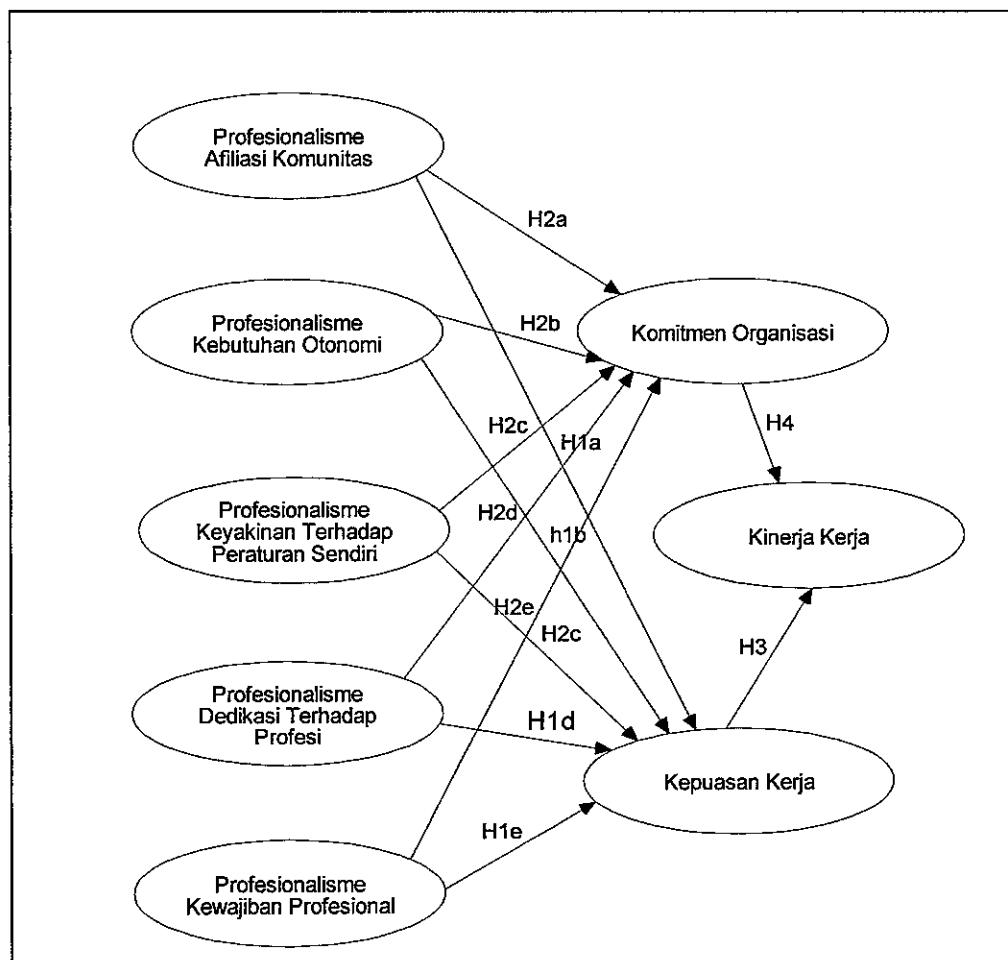 Profesionalisme
Afiliasi Komunitas
H2a
Profesionalisme
Kebutuhan Otonomi
H2b
Komitmen Organisasi
H2c
H1a
H4
Profesionalisme
Keyakinan Terhadap
Peraturan Sendiri
H2d
h1b
Kinerja Kerja
H2e
H2c
H3
Profesionalisme
Dedikasi Terhadap
Profesi
H1d
Kepuasan Kerja
H1e
Profesionalisme
Kewajiban Profesional